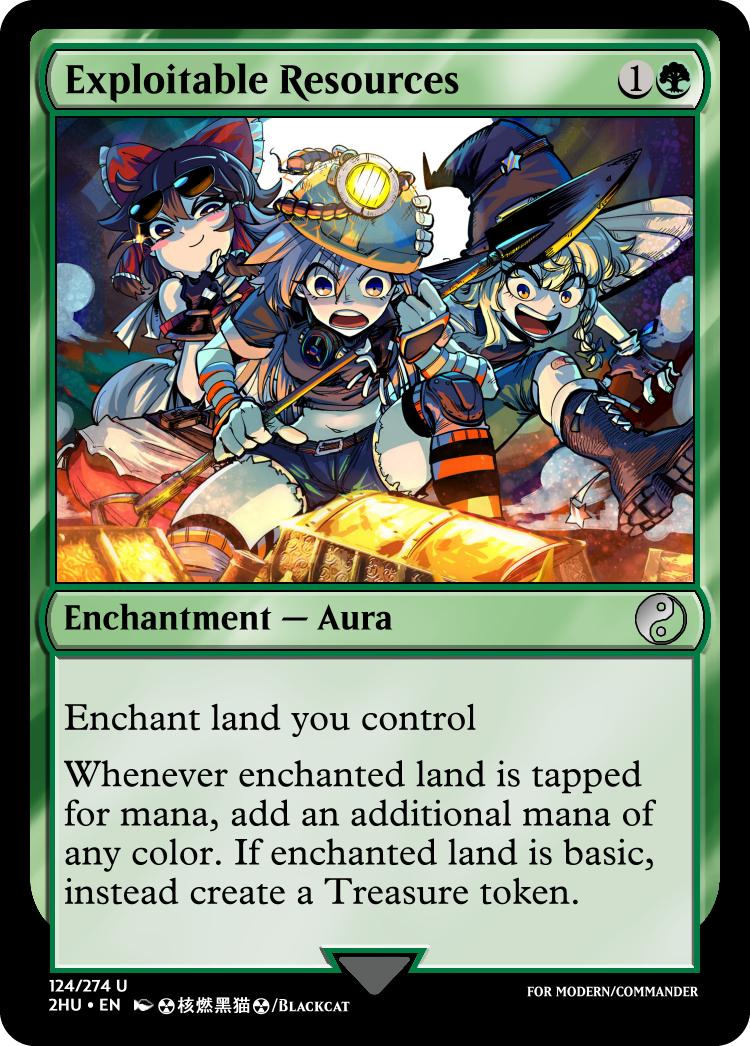 Exploitable Resources 1
Enchantment — Aura
Enchant land you control
Whenever enchanted land is tapped
for mana, add an additional mana of
any color. If enchanted land is basic,
instead create a Treasure token.
124/274 U
2HU • EN ☢核燃黑猫☢/Blackcat
FOR MODERN/COMMANDER